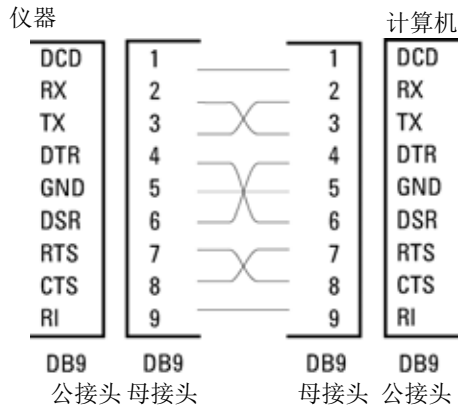 仪器 计算机
DCD 1 1 DCD
RX 2 2 RX
TX 3 3 TX
DTR 4 4 DTR
GND 5 5 GND
DSR 6 6 DSR
RTS 7 7 RTS
CTS 8 8 CTS
RI 9 9 RI
DB9 DB9 DB9 DB9
公接头 母接头 母接头 公接头